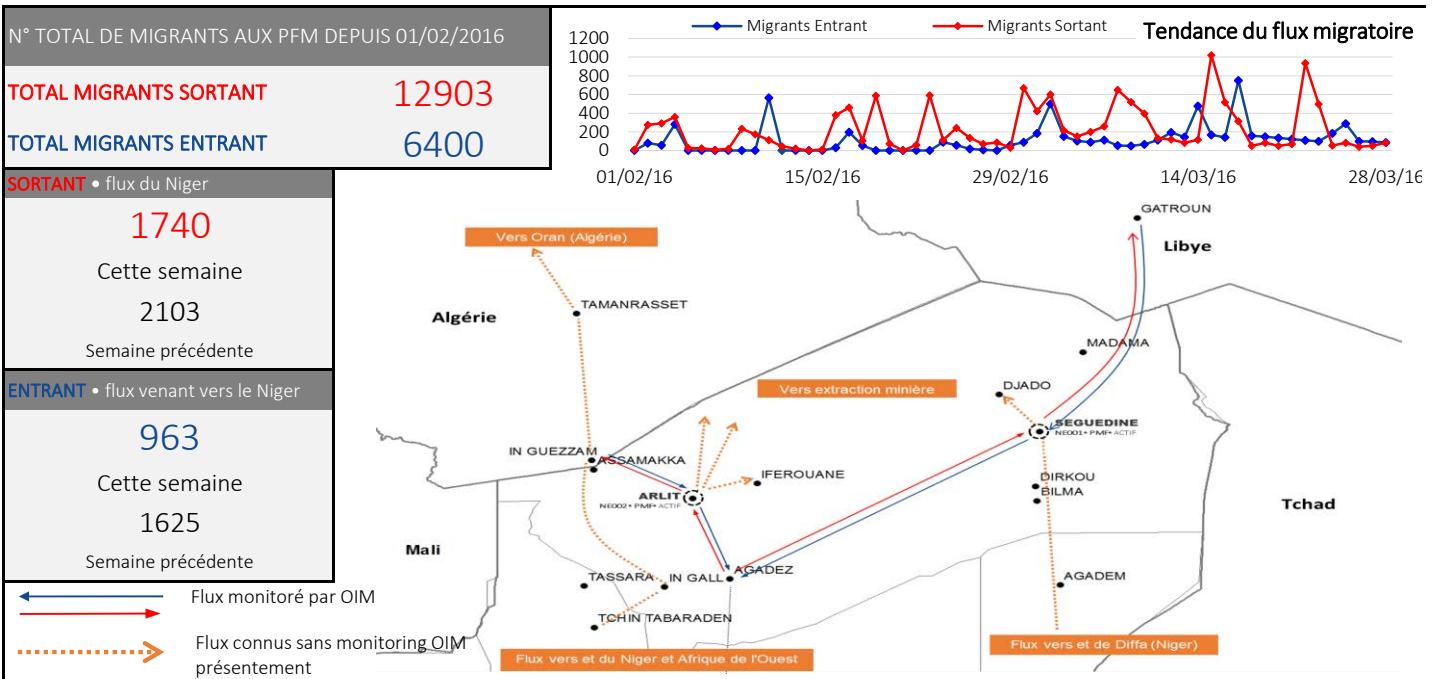 N° TOTAL DE MIGRANTS AUX PFM DEPUIS 01/02/2016
TOTAL MIGRANTS SORTANT 12903
TOTAL MIGRANTS ENTRANT 6400
SORTANT • flux du Niger
1740
Cette semaine
2103
Semaine précédente
ENTRANT • flux venant vers le Niger
963
Cette semaine
1625
Semaine précédente
Flux monitoré par OIM
Flux connus sans monitoring OIM
présentement
Migrants Entrant
Migrants Sortant
Tendance du flux migratoire
1200
1000
800
600
400
200
0
01/02/16 15/02/16 29/02/16 14/03/16 28/03/16
GATROUN
Vers Oran (Algérie)
Libye
TAMANRASSET
Algérie
MADAMA
DJADO
Vers extraction minière
SEGUEDINE
NE001• PMF• ACTIF
IN GUEZZAM
ASSAMAKKA
IFEROUANE
DIRKOU
BILMA
ARLIT
NE002• PMF• ACTIF
Tchad
Mali
AGADEZ
TASSARA
IN GALL
AGADEM
TCHIN TABARADEN
Flux vers et de Diffa (Niger)
Flux vers et du Niger et Afrique de l'Ouest